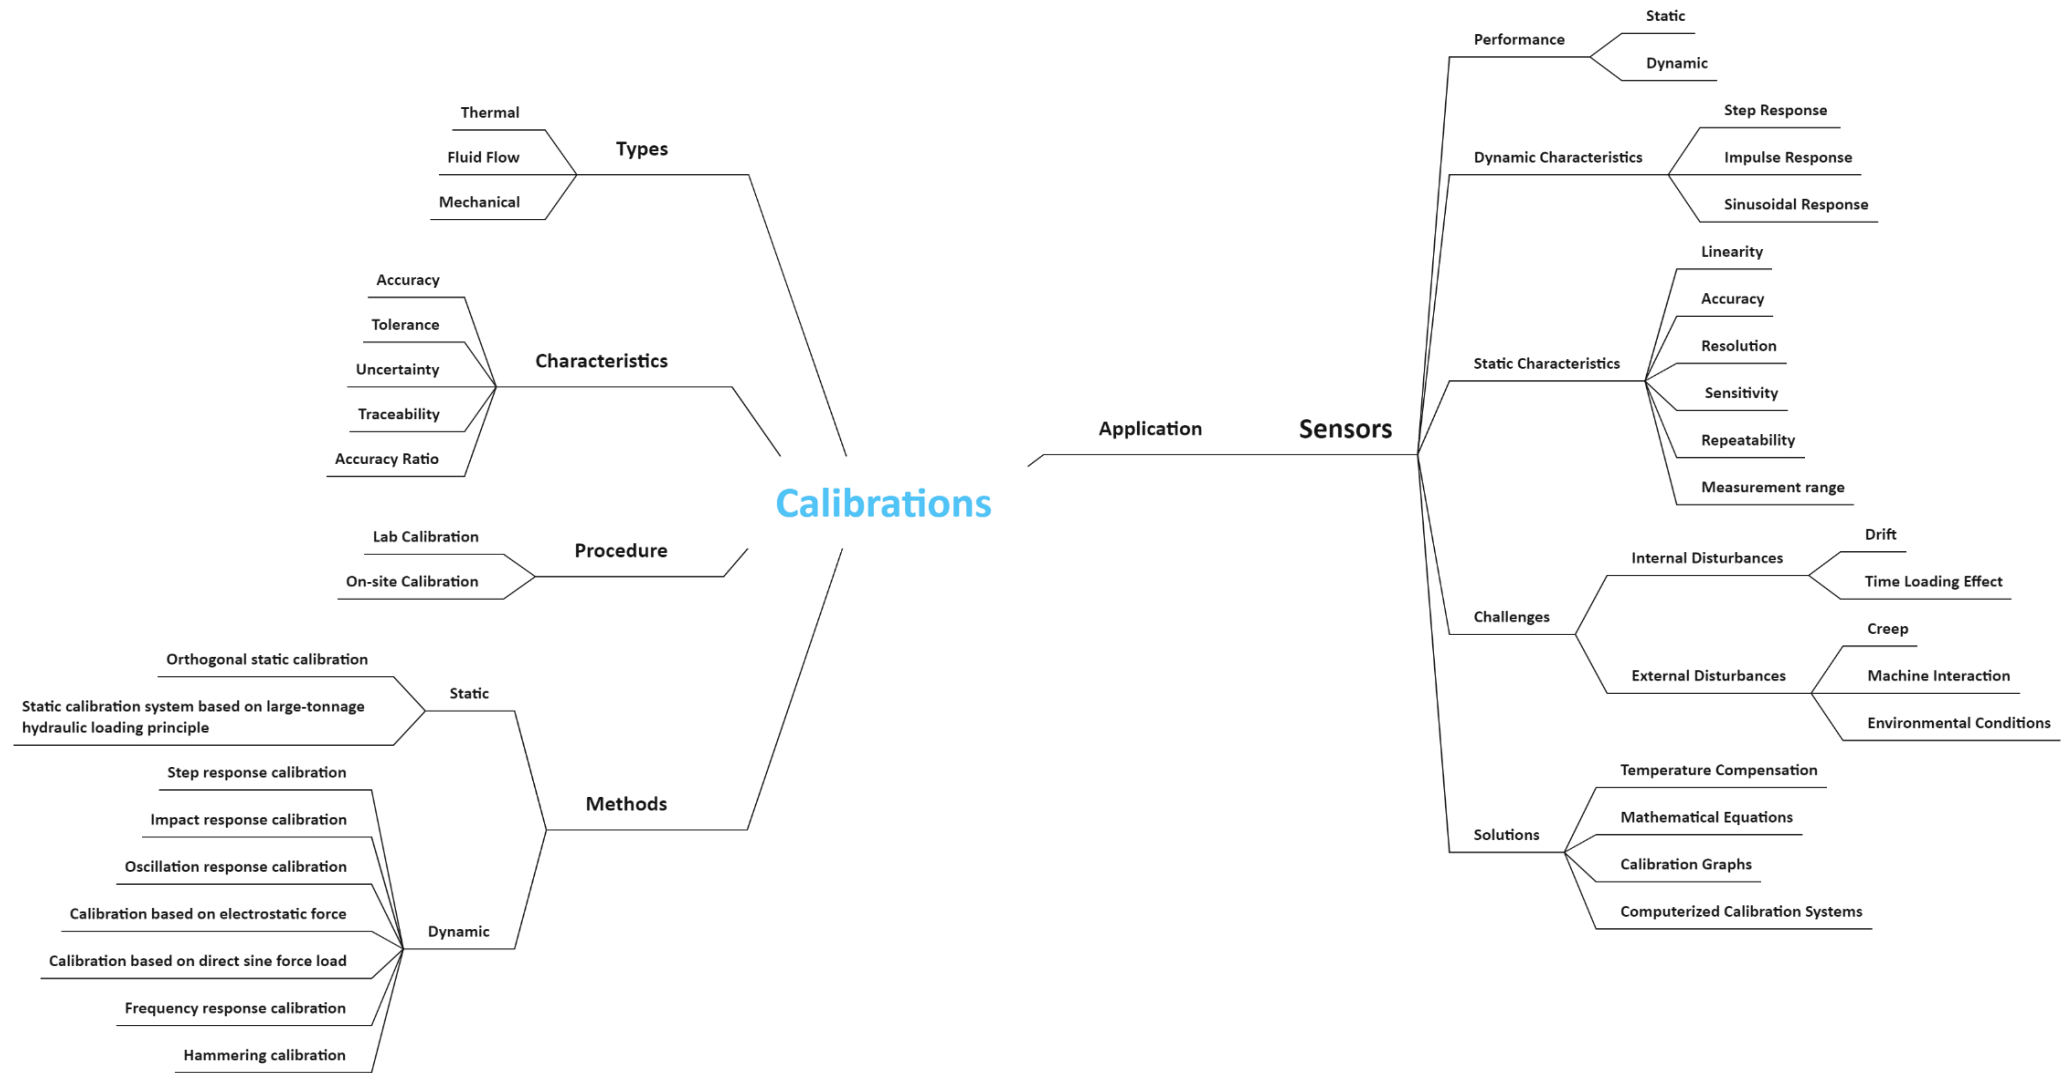 Calibrations
Types
Thermal
Fluid Flow
Mechanical
Characteristics
Accuracy
Tolerance
Uncertainty
Traceability
Accuracy Ratio
Procedure
Lab Calibration
On-site Calibration
Methods
Static
Orthogonal static calibration
Static calibration system based on large-tonnage
hydraulic loading principle
Dynamic
Step response calibration
Impact response calibration
Oscillation response calibration
Calibration based on electrostatic force
Calibration based on direct sine force load
Frequency response calibration
Hammering calibration
Application
Sensors
Performance
Static
Dynamic
Dynamic Characteristics
Step Response
Impulse Response
Sinusoidal Response
Static Characteristics
Linearity
Accuracy
Resolution
Sensitivity
Repeatability
Measurement range
Challenges
Internal Disturbances
Drift
Time Loading Effect
External Disturbances
Creep
Machine Interaction
Environmental Conditions
Solutions
Temperature Compensation
Mathematical Equations
Calibration Graphs
Computerized Calibration Systems